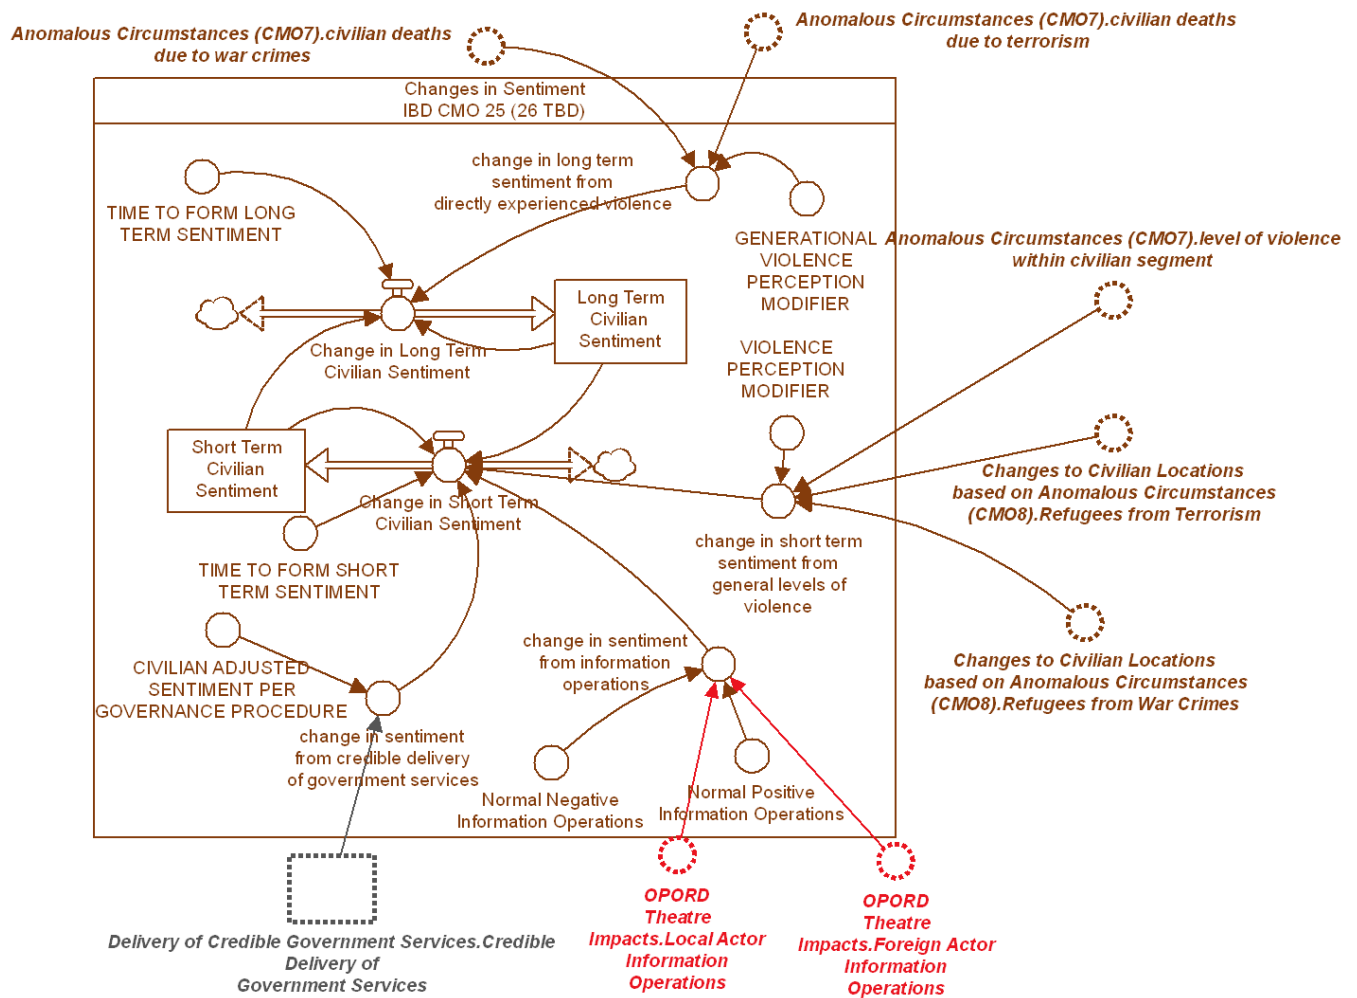 Anomalous Circumstances (CMO7).civilian deaths
due to war crimes
Anomalous Circumstances (CMO7).civilian deaths
due to terrorism
Changes in Sentiment
IBD CMO 25 (26 TBD)
change in long term
sentiment from
directly experienced violence
TIME TO FORM LONG
TERM SENTIMENT
GENERATIONAL
VIOLENCE
PERCEPTION
MODIFIER
Anomalous Circumstances (CMO7).level of violence
within civilian segment
Long Term
Civilian
Sentiment
Change in Long Term
Civilian Sentiment
VIOLENCE
PERCEPTION
MODIFIER
Short Term
Civilian
Sentiment
Change in Short Term
Civilian Sentiment
Changes to Civilian Locations
based on Anomalous Circumstances
(CMO8).Refugees from Terrorism
change in short term
sentiment from
general levels of
violence
TIME TO FORM SHORT
TERM SENTIMENT
change in sentiment
from information
operations
CIVILIAN ADJUSTED
SENTIMENT PER
GOVERNANCE PROCEDURE
Changes to Civilian Locations
based on Anomalous Circumstances
(CMO8).Refugees from War Crimes
change in sentiment
from credible delivery
of government services
Normal Negative
Information Operations
Normal Positive
Information Operations
Delivery of Credible Government Services.Credible
Delivery of
Government Services
OPORD
Theatre
Impacts.Local Actor
Information
Operations
OPORD
Theatre
Impacts.Foreign Actor
Information
Operations